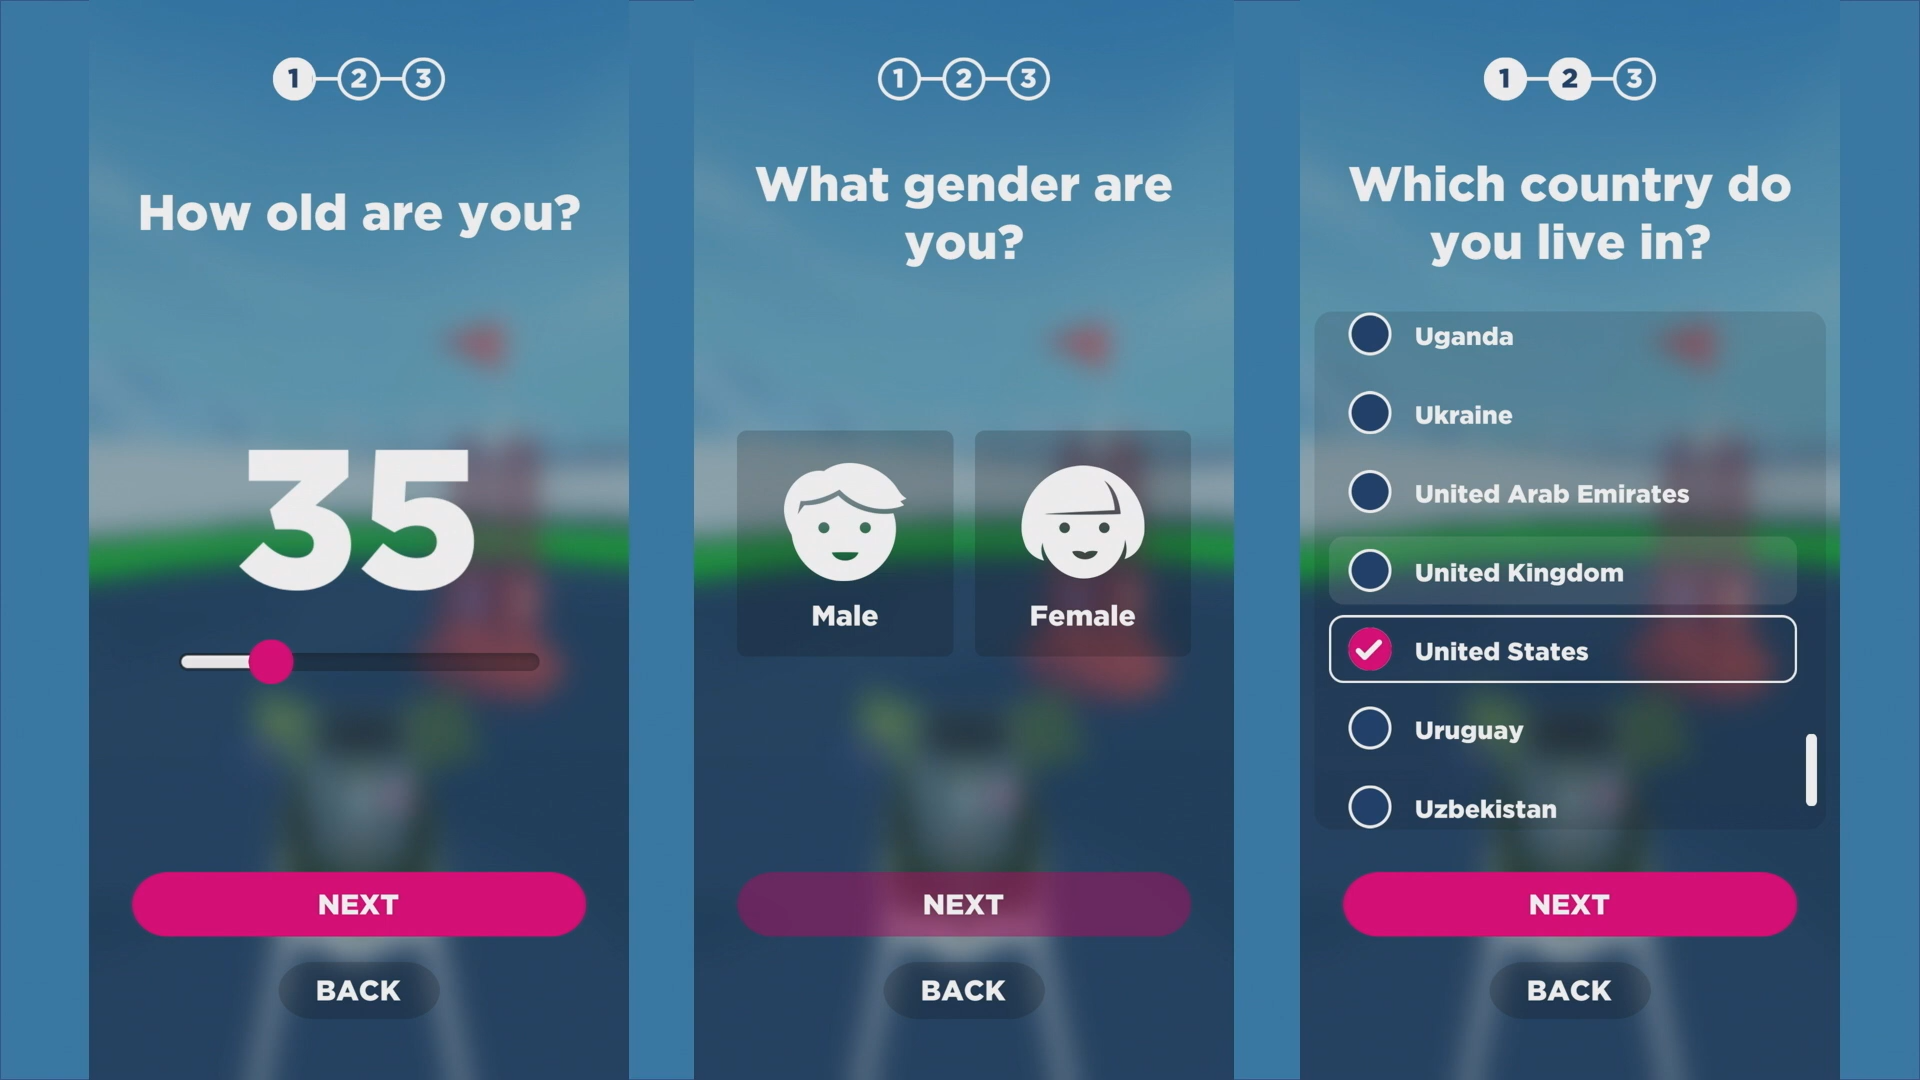 1 2 3
How old are you?
35
NEXT
BACK
1 2 3
What gender are
you?
Male
Female
NEXT
BACK
1 2 3
Which country do
you live in?
Uganda
Ukraine
United Arab Emirates
United Kingdom
United States
Uruguay
Uzbekistan
NEXT
BACK